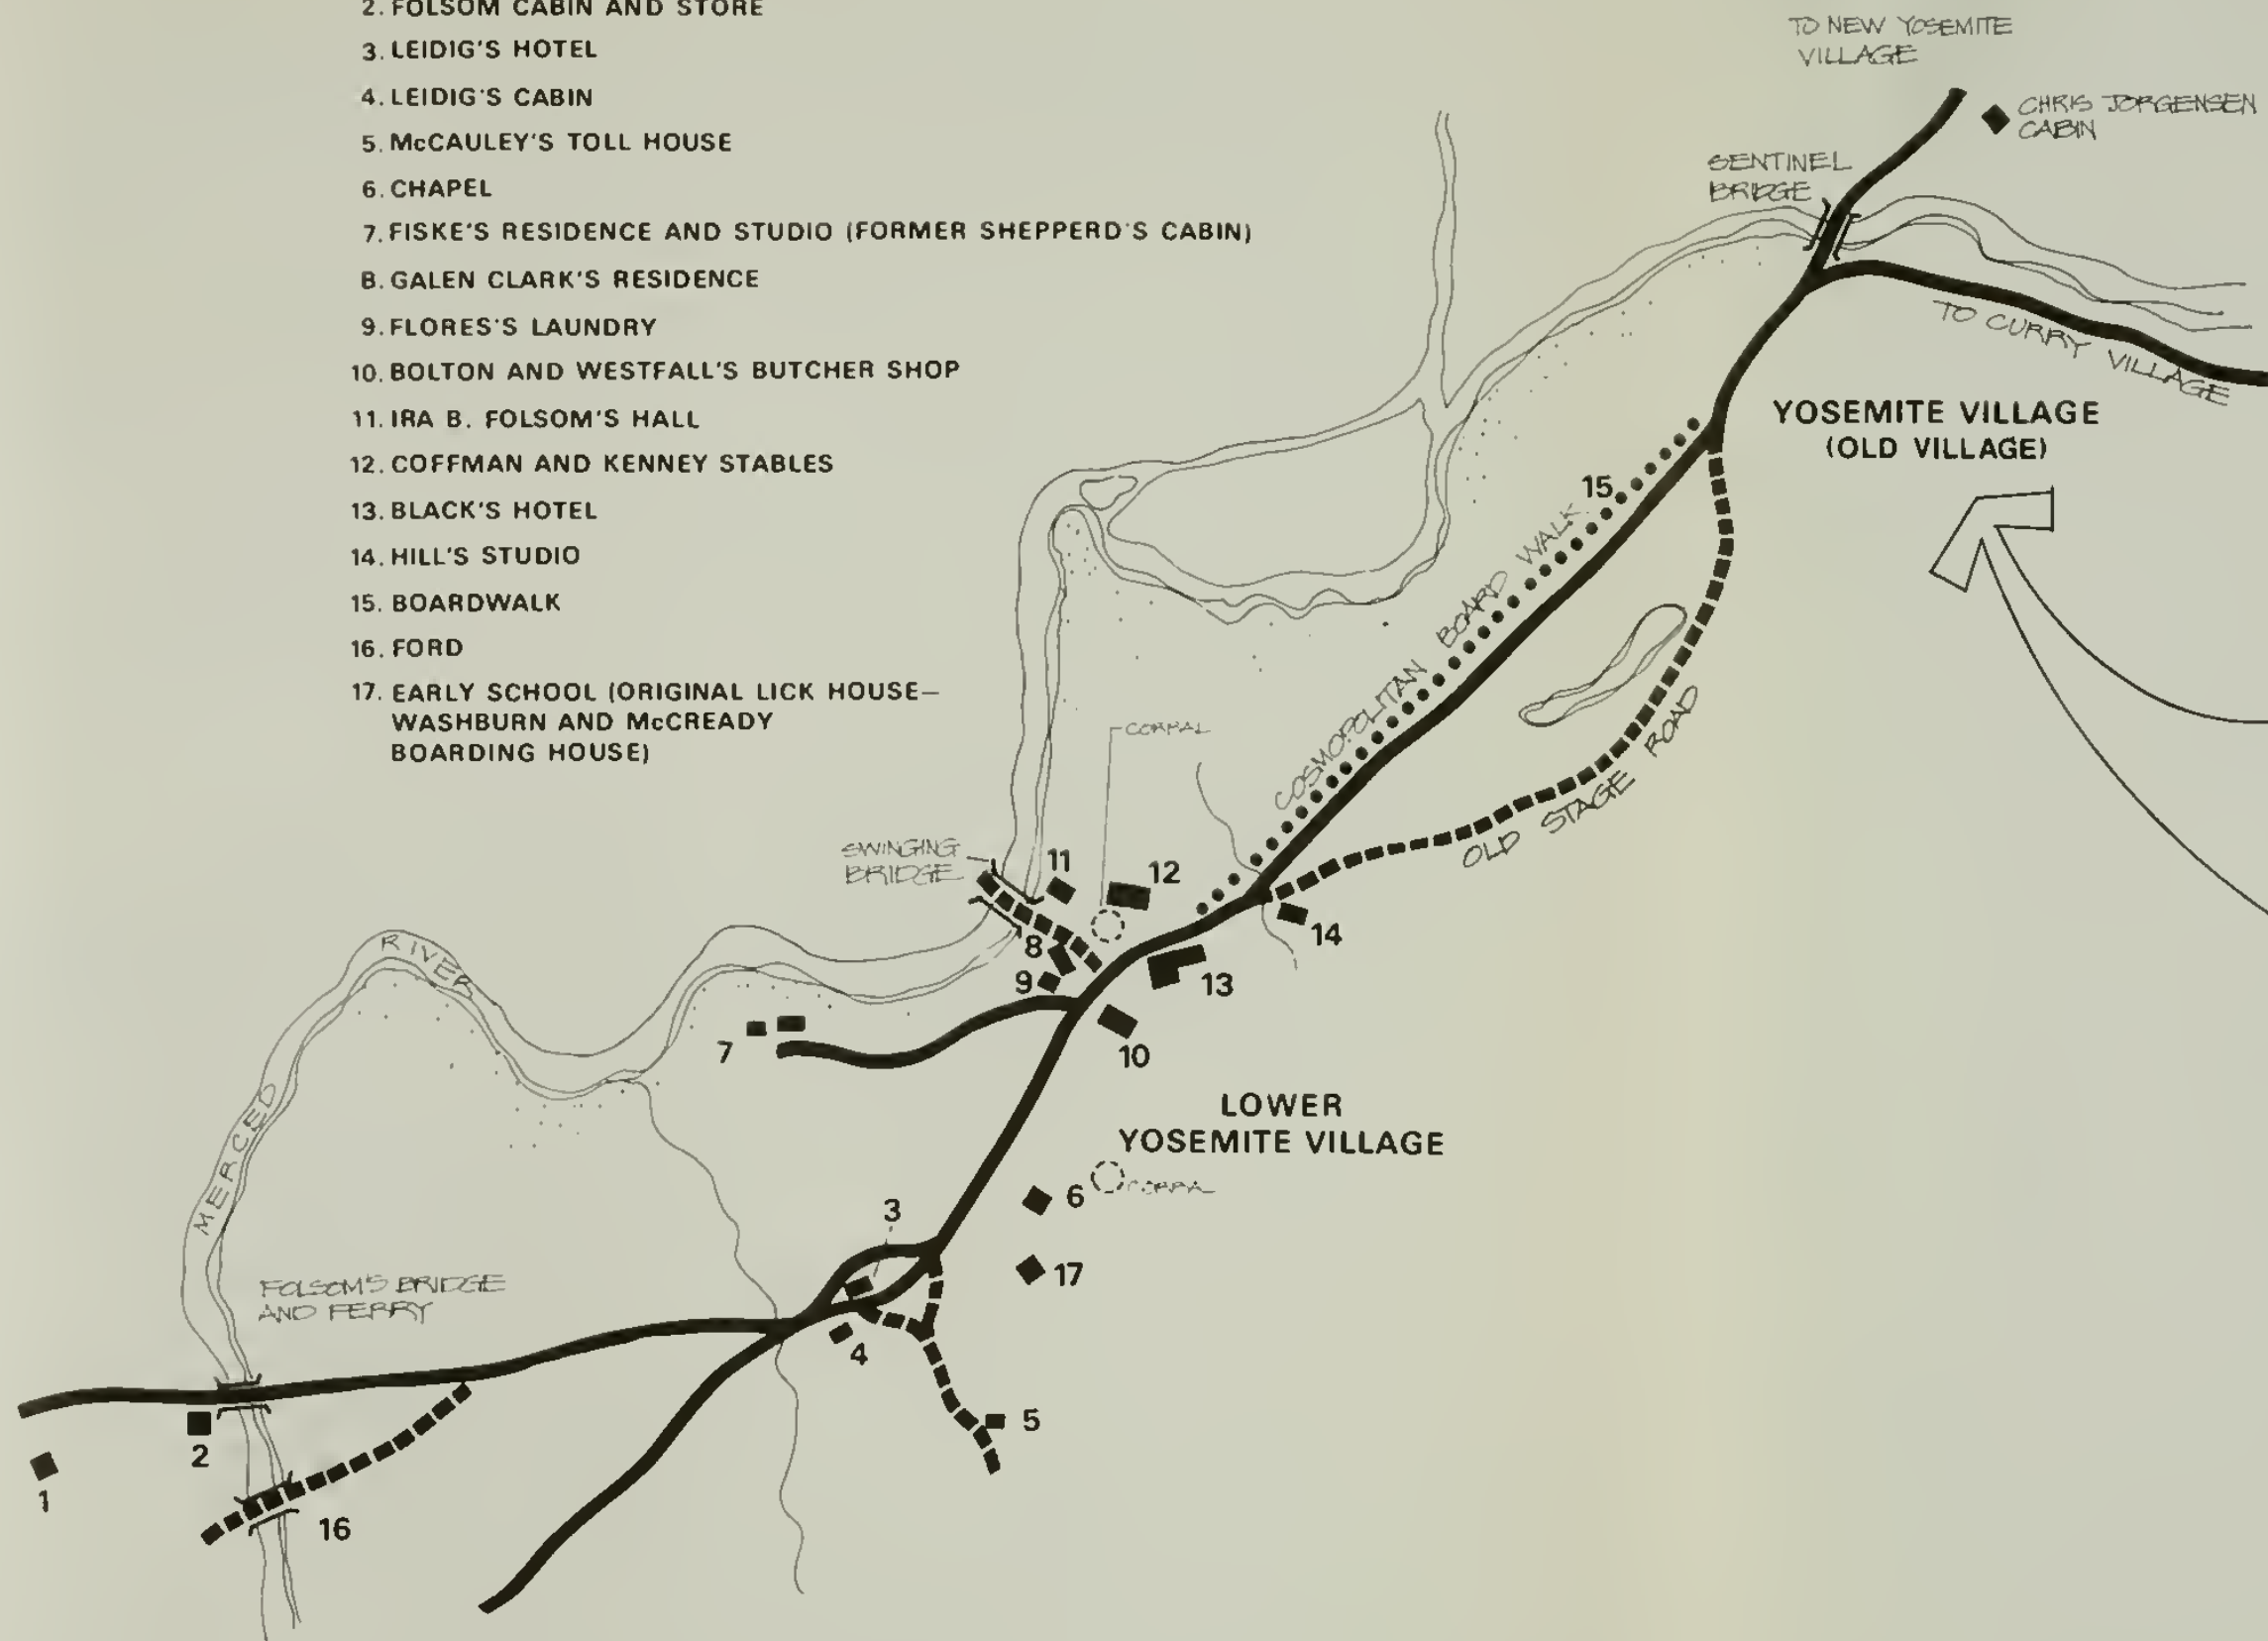 2. FOLSOM CABIN AND STORE
3. LEIDIG'S HOTEL
4. LEIDIG'S CABIN
5. McCAULEY'S TOLL HOUSE
6. CHAPEL
7. FISKE'S RESIDENCE AND STUDIO (FORMER SHEPPERD'S CABIN)
8. GALEN CLARK'S RESIDENCE
9. FLORES'S LAUNDRY
10. BOLTON AND WESTFALL'S BUTCHER SHOP
11. IRA B. FOLSOM'S HALL
12. COFFMAN AND KENNEY STABLES
13. BLACK'S HOTEL
14. HILL'S STUDIO
15. BOARDWALK
16. FORD
17. EARLY SCHOOL (ORIGINAL LICK HOUSE—
WASHBURN AND McCREADY
BOARDING HOUSE)
TO NEW YOSEMITE
VILLAGE
CHRIS JORGENSEN
CABIN
SENTINEL
BRIDGE
TO CURRY VILLAGE
YOSEMITE VILLAGE
(OLD VILLAGE)
15
COSMOPOLITAN BOARD WALK
OLD STAGE ROAD
CORRAL
SWINGING
BRIDGE
11
12
14
8
9
13
10
7
RIVER
MERCED
LOWER
YOSEMITE VILLAGE
6
CORRAL
3
17
FOLSOM'S BRIDGE
AND FERRY
4
5
2
1
16